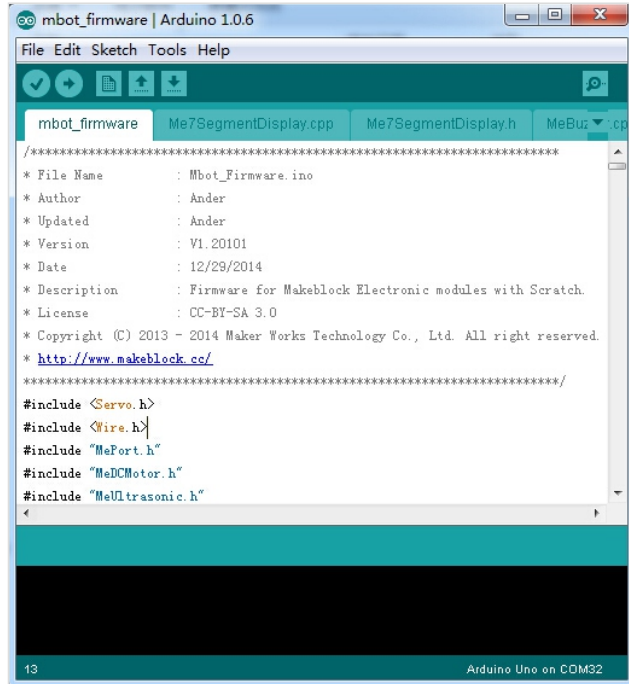 mbot_firmware | Arduino 1.0.6
File Edit Sketch Tools Help
mbot_firmware Me7SegmentDisplay.cpp Me7SegmentDisplay.h MeBuz .cp
/**************************************************************************
* File Name : Mbot_Firmware.ino
* Author : Ander
* Updated : Ander
* Version : V1.20101
* Date : 12/29/2014
* Description : Firmware for Makeblock Electronic modules with Scratch.
* License : CC-BY-SA 3.0
* Copyright (C) 2013 - 2014 Maker Works Technology Co., Ltd. All right reserved.
* http://www.makeblock.cc/
**************************************************************************/
#include <Servo.h>
#include <Wire.h>
#include "MePort.h"
#include "MeDCMotor.h"
#include "MeUltrasonic.h"
13 Arduino Uno on COM32